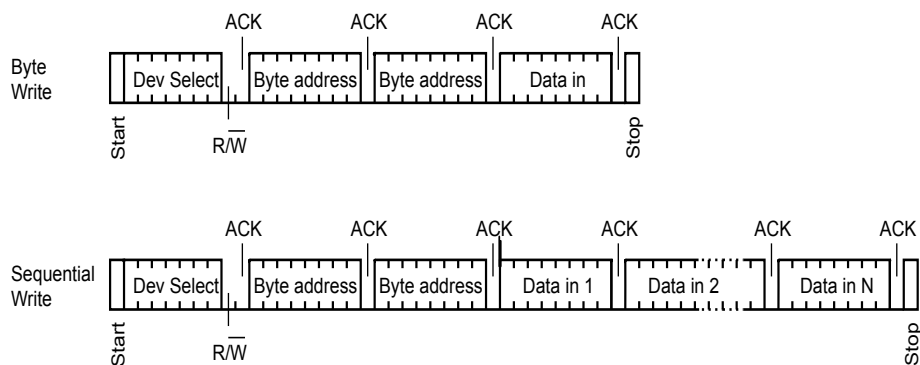 ACK ACK ACK ACK
Byte
Write
Dev Select Byte address Byte address Data in
Start
R/W̅
Stop
ACK ACK ACK ACK ACK ACK
Sequential
Write
Dev Select Byte address Byte address Data in 1 Data in 2 Data in N
Start
R/W̅
Stop